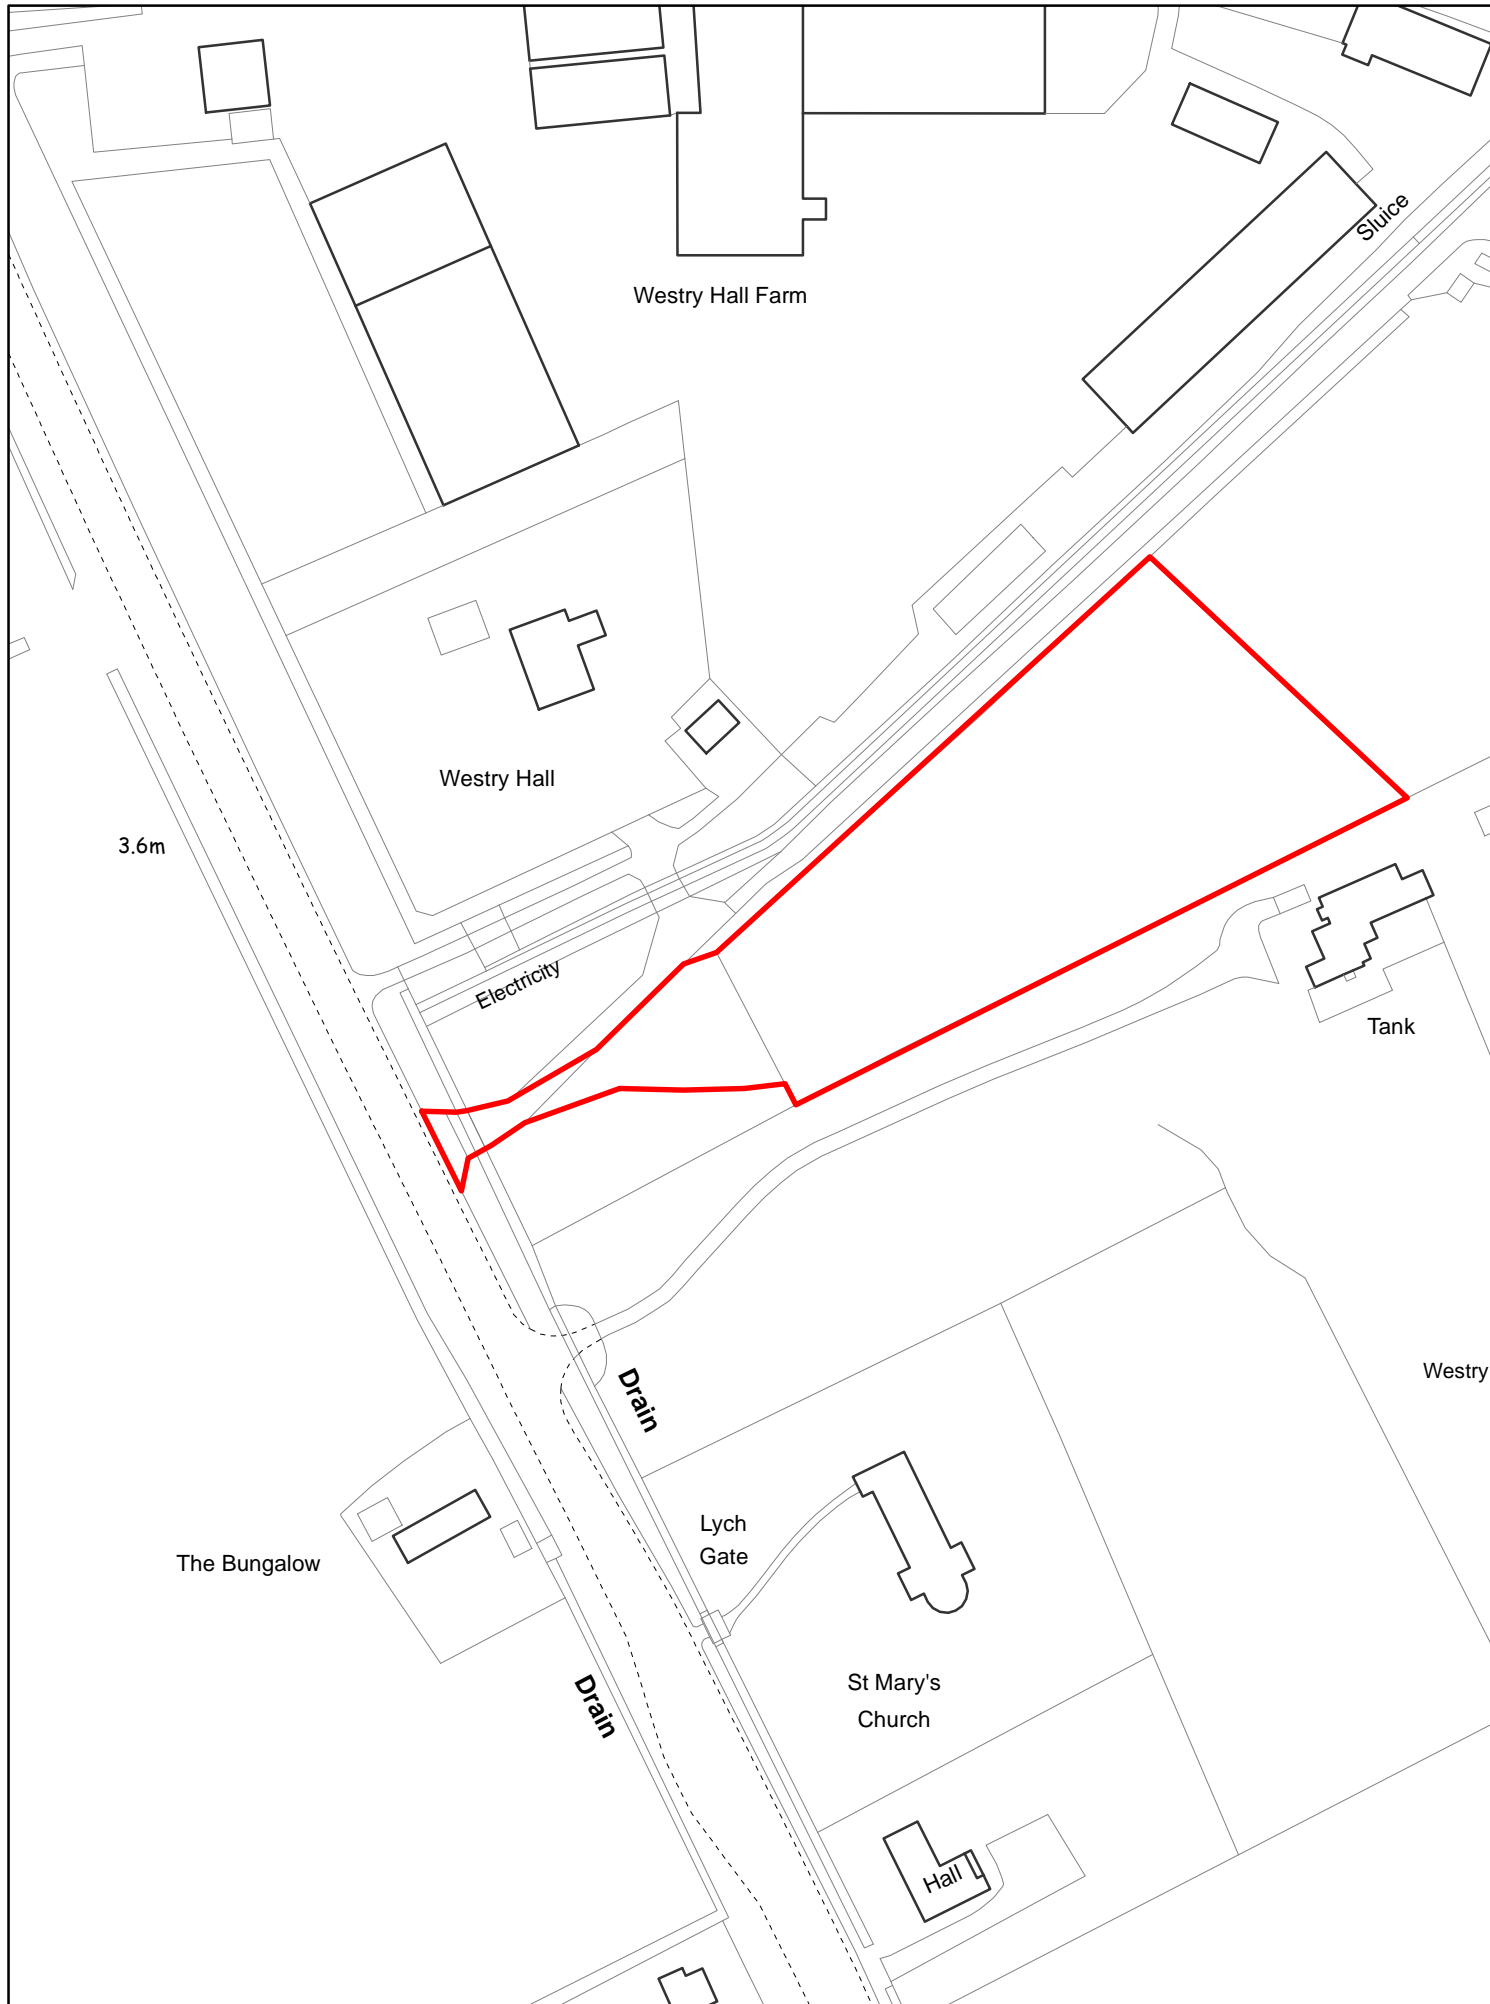 Sluice
Westry Hall Farm
Westry Hall
3.6m
Electricity
Tank
Westry
Drain
Lych
Gate
The Bungalow
St Mary's
Church
Drain
Hall